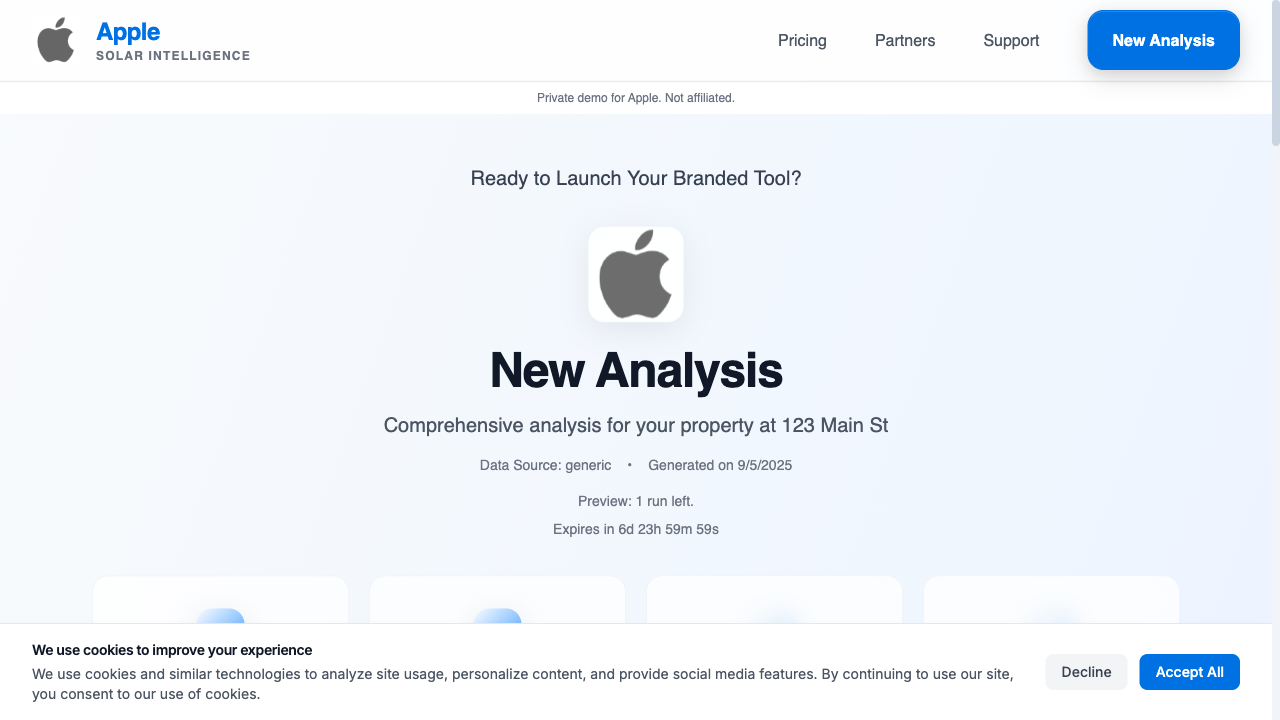 Apple
SOLAR INTELLIGENCE
Pricing
Partners
Support
New Analysis
Private demo for Apple. Not affiliated.
Ready to Launch Your Branded Tool?
New Analysis
Comprehensive analysis for your property at 123 Main St
Data Source: generic • Generated on 9/5/2025
Preview: 1 run left.
Expires in 6d 23h 59m 59s
We use cookies to improve your experience
We use cookies and similar technologies to analyze site usage, personalize content, and provide social media features. By continuing to use our site,
you consent to our use of cookies.
Decline
Accept All